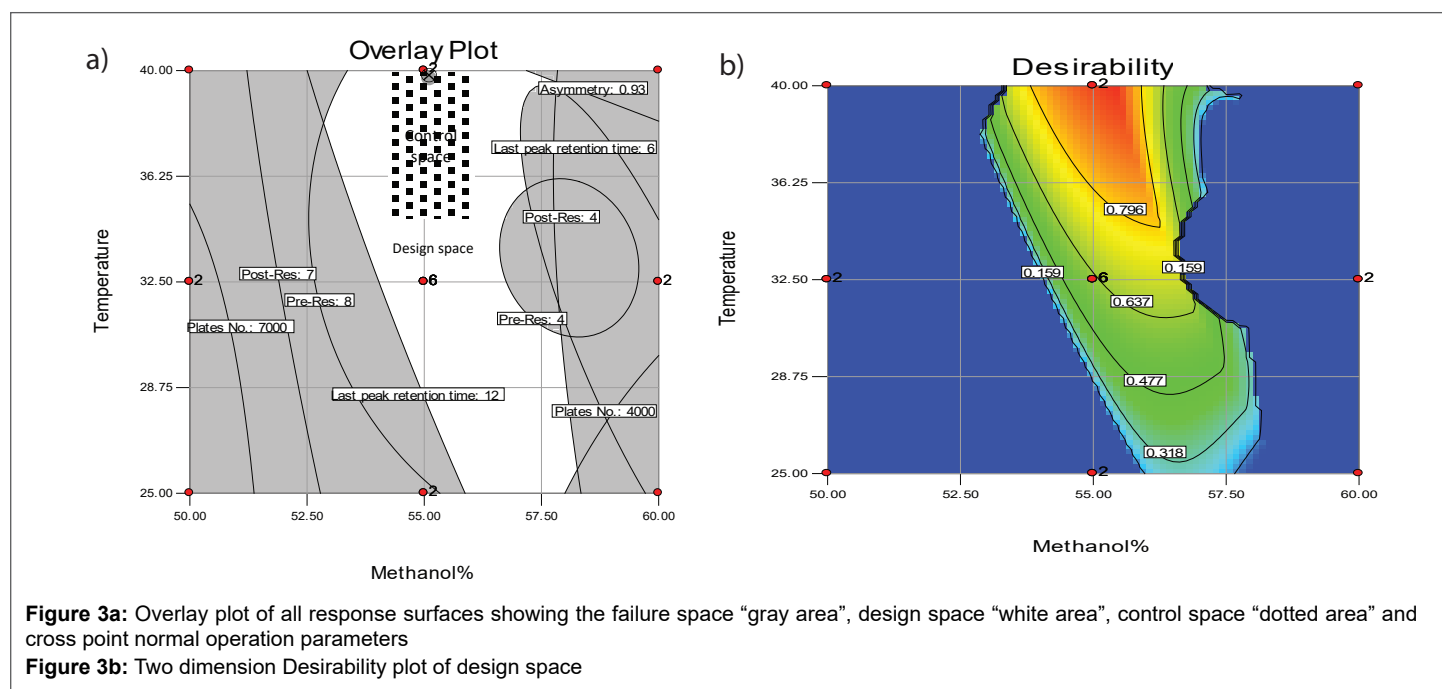 a)
Overlay Plot
2
40.00
Asymmetry: 0.93
Control
space
Last peak retention time: 6
36.25
Post-Res: 4
Design space
Temperature
Post-Res: 7
32.50
2
6
2
Pre-Res: 8
Plates No.: 7000
Pre-Res: 4
28.75
Last peak retention time: 12
Plates No.: 4000
25.00
2
50.00
52.50
55.00
57.50
60.00
Methanol%
b)
Desirability
40.00
2
36.25
0.796
Temperature
32.50
2
0.159
6
0.159
2
0.637
28.75
0.477
0.318
25.00
2
50.00
52.50
55.00
57.50
60.00
Methanol%
Figure 3a: Overlay plot of all response surfaces showing the failure space “gray area”, design space “white area”, control space “dotted area” and
cross point normal operation parameters
Figure 3b: Two dimension Desirability plot of design space